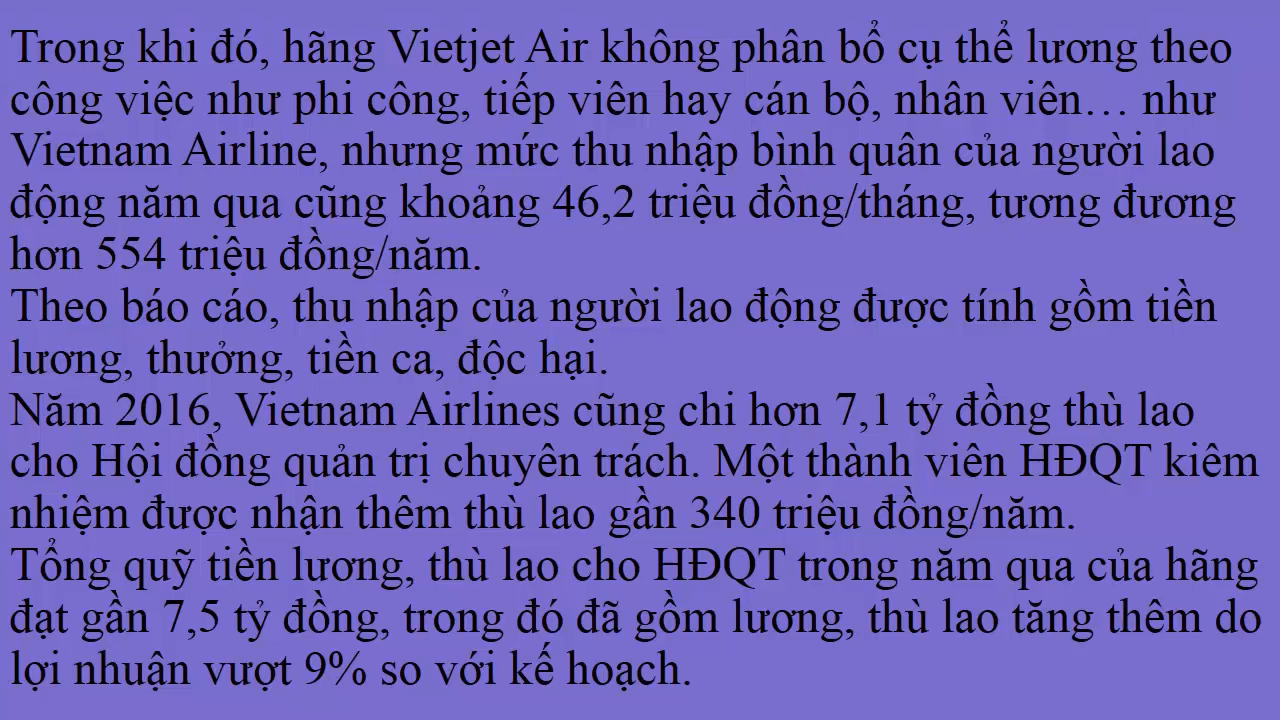 Trong khi đó, hãng Vietjet Air không phân bổ cụ thể lương theo
công việc như phi công, tiếp viên hay cán bộ, nhân viên… như
Vietnam Airline, nhưng mức thu nhập bình quân của người lao
động năm qua cũng khoảng 46,2 triệu đồng/tháng, tương đương
hơn 554 triệu đồng/năm.
Theo báo cáo, thu nhập của người lao động được tính gồm tiền
lương, thưởng, tiền ca, độc hại.
Năm 2016, Vietnam Airlines cũng chi hơn 7,1 tỷ đồng thù lao
cho Hội đồng quản trị chuyên trách. Một thành viên HĐQT kiêm
nhiệm được nhận thêm thù lao gần 340 triệu đồng/năm.
Tổng quỹ tiền lương, thù lao cho HĐQT trong năm qua của hãng
đạt gần 7,5 tỷ đồng, trong đó đã gồm lương, thù lao tăng thêm do
lợi nhuận vượt 9% so với kế hoạch.